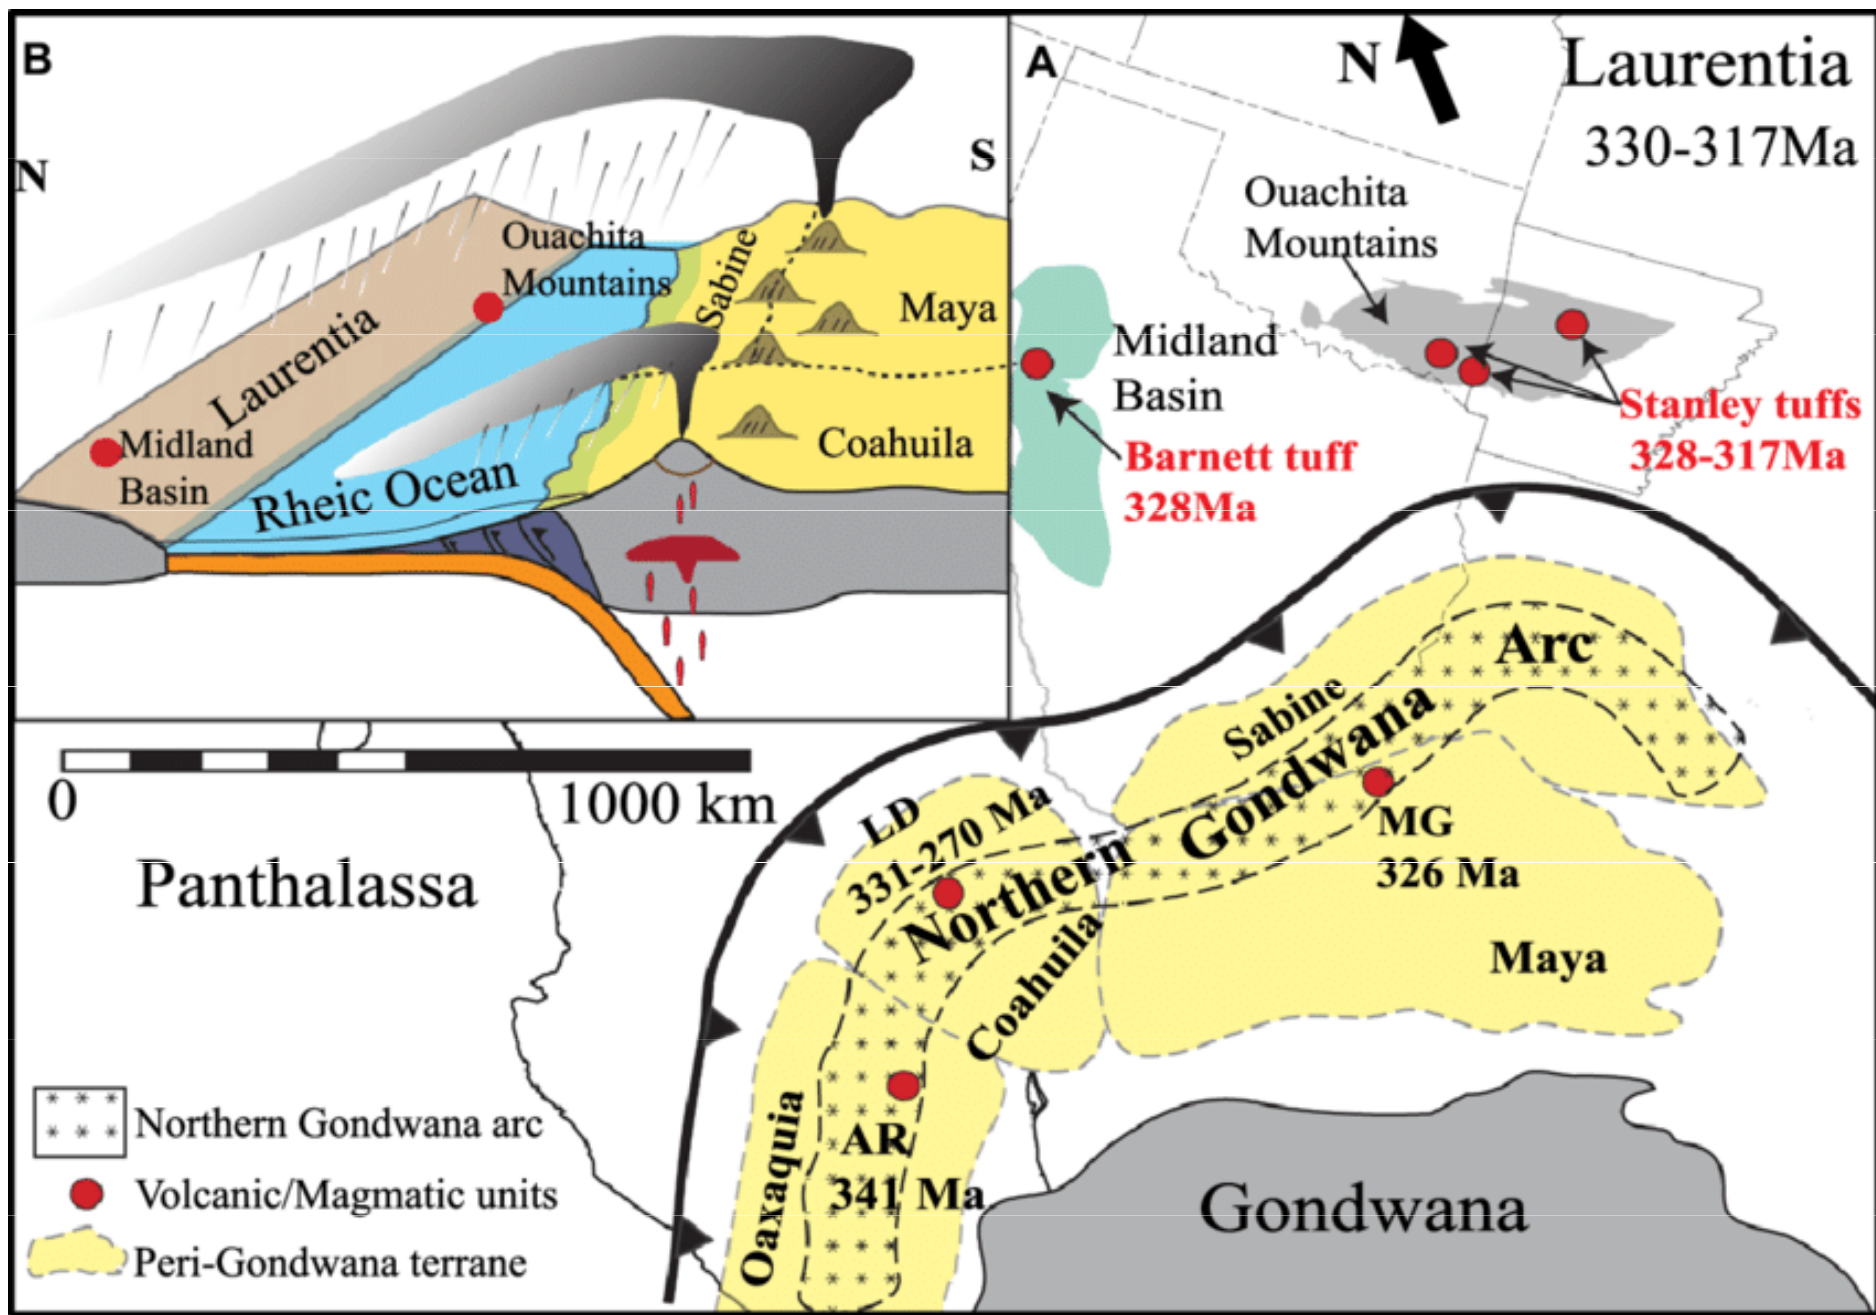 B
N
S
Ouachita
Mountains
Sabine
Maya
Laurentia
Midland
Basin
Rheic Ocean
Coahuila
A
N
Laurentia
330-317Ma
Ouachita
Mountains
Midland
Basin
Barnett tuff
328Ma
Stanley tuffs
328-317Ma
0
1000 km
Panthalassa
Northern Gondwana Arc
Sabine
LD
331-270 Ma
MG
326 Ma
Maya
Coahuila
Oaxaquia
AR
341 Ma
Gondwana
Northern Gondwana arc
Volcanic/Magmatic units
Peri-Gondwana terrane